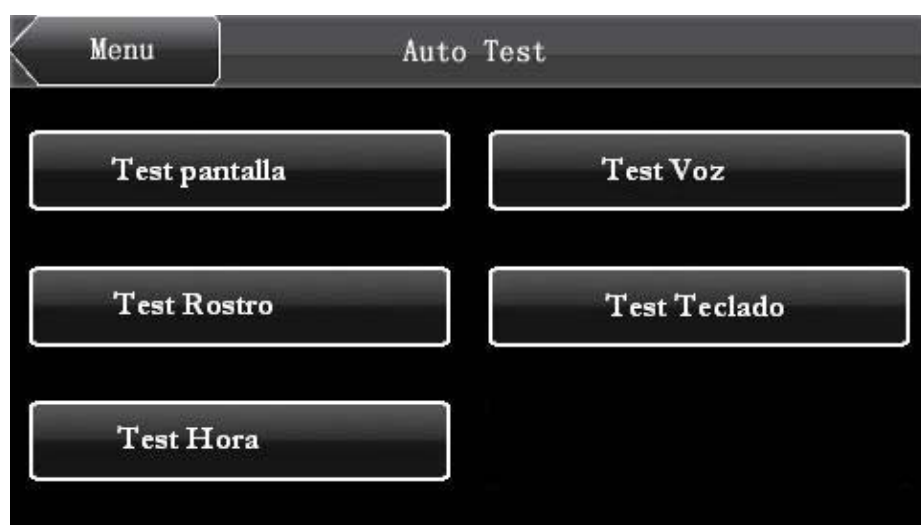 Menu
Auto Test
Test pantalla
Test Voz
Test Rostro
Test Teclado
Test Hora